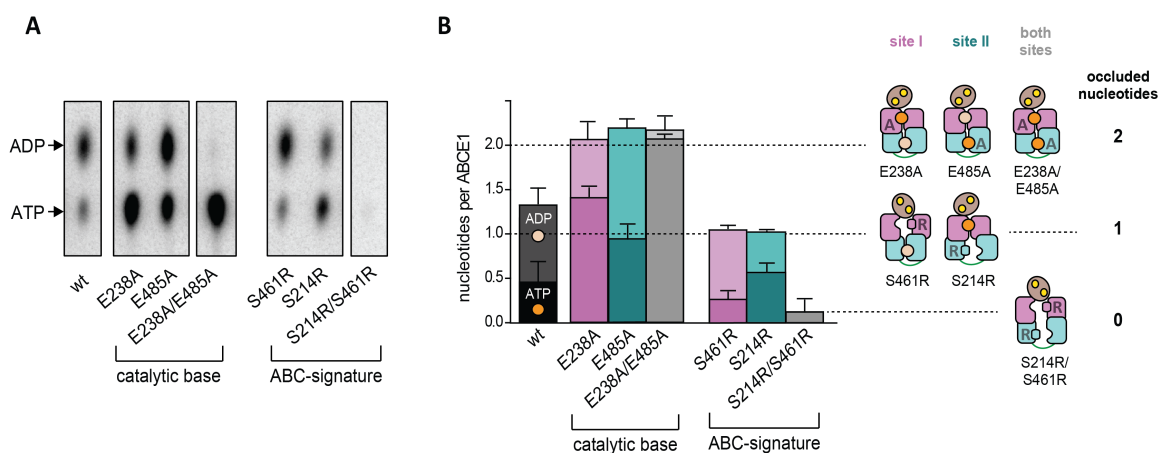 A
ADP
ATP
wt
E238A
E485A
E238A/E485A
S461R
S214R
S214R/S461R
catalytic base
ABC-signature
B
nucleotides per ABCE1
2.0
1.5
1.0
0.5
0.0
ADP
ATP
wt
E238A
E485A
E238A/E485A
S461R
S214R
S214R/S461R
catalytic base
ABC-signature
site I
site II
both
sites
occluded
nucleotides
A
A
A
A
2
E238A
E485A
E238A/
E485A
R
R
1
S461R
S214R
R
R
0
S214R/
S461R